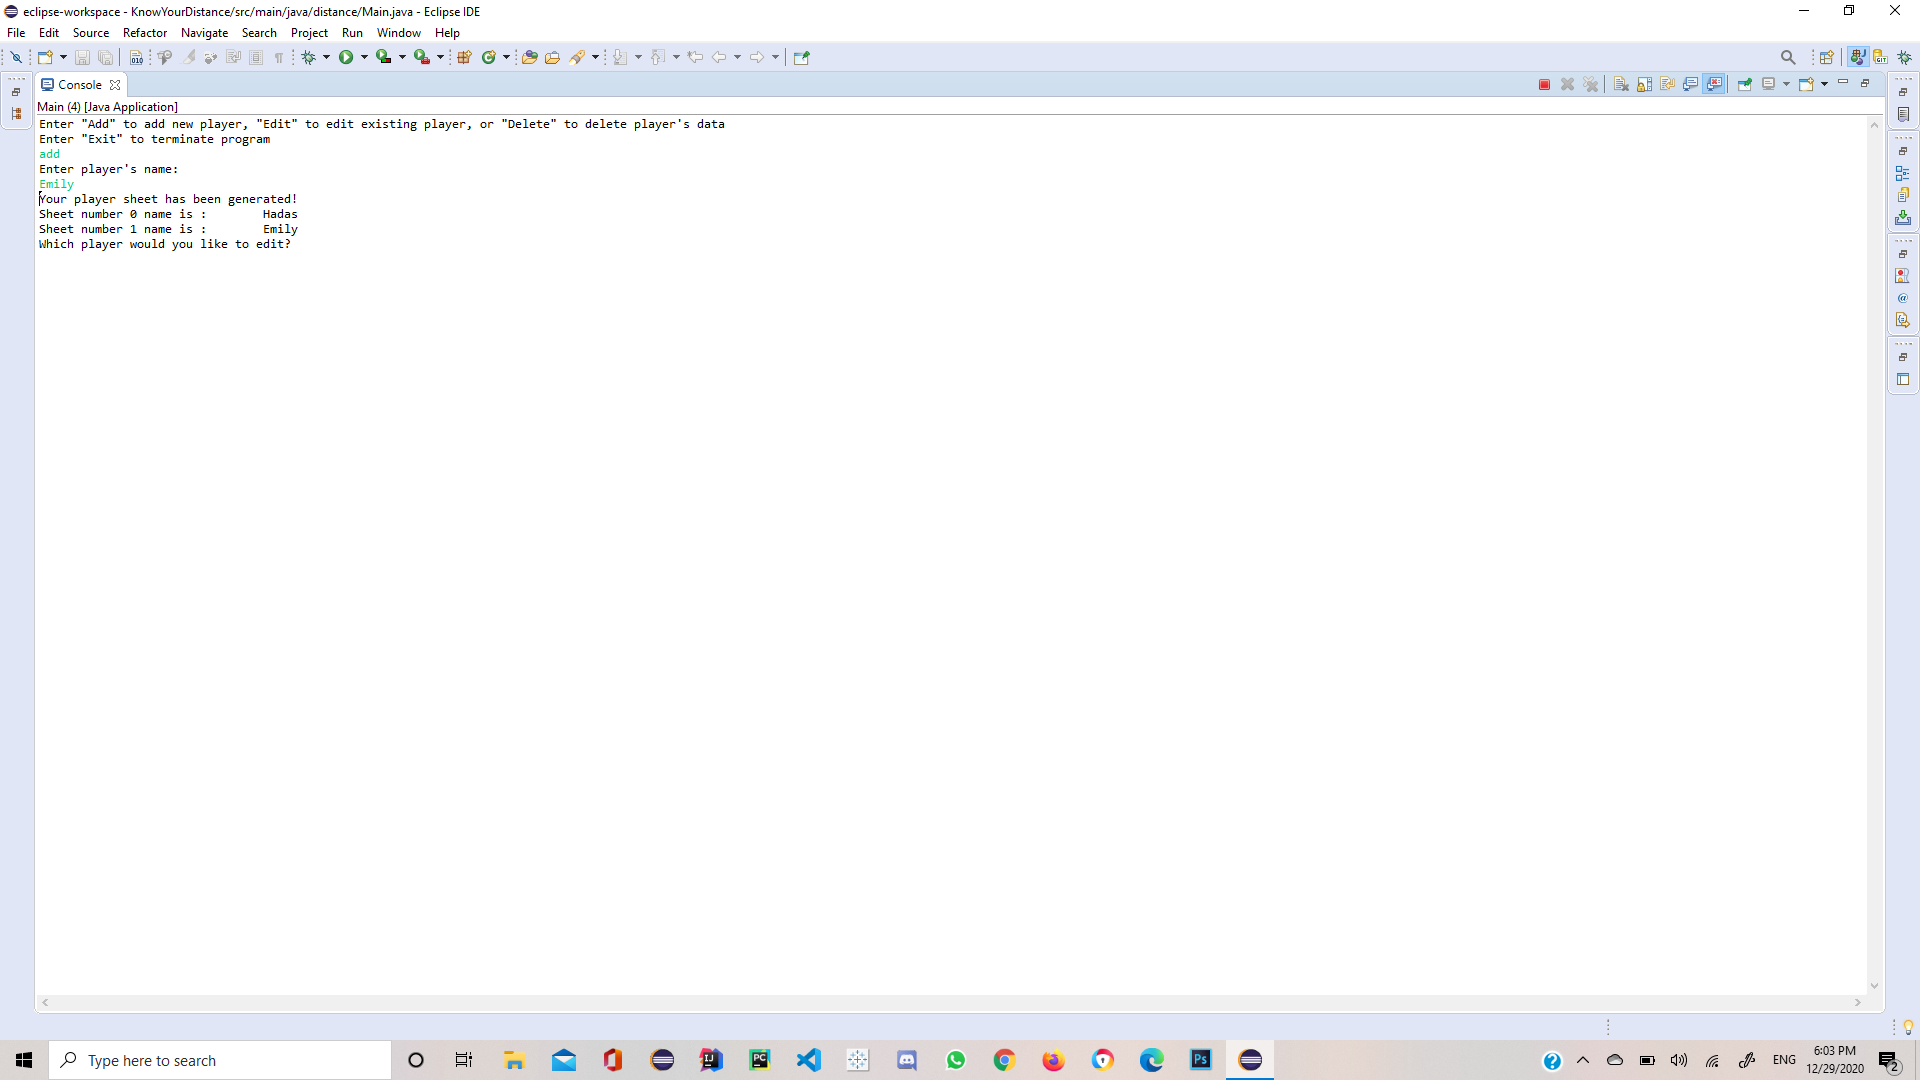 eclipse-workspace - KnowYourDistance/src/main/java/distance/Main.java - Eclipse IDE
File Edit Source Refactor Navigate Search Project Run Window Help
Console
Main (4) [Java Application]
Enter "Add" to add new player, "Edit" to edit existing player, or "Delete" to delete player's data
Enter "Exit" to terminate program
add
Enter player's name:
Emily
Your player sheet has been generated!
Sheet number 0 name is : Hadas
Sheet number 1 name is : Emily
Which player would you like to edit?
Type here to search
ENG
6:03 PM
12/29/2020
2